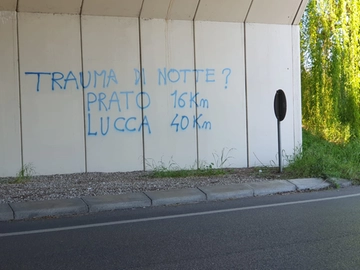 TRAUMA DI NOTTE?
PRATO 16Km
LUCCA 40Km